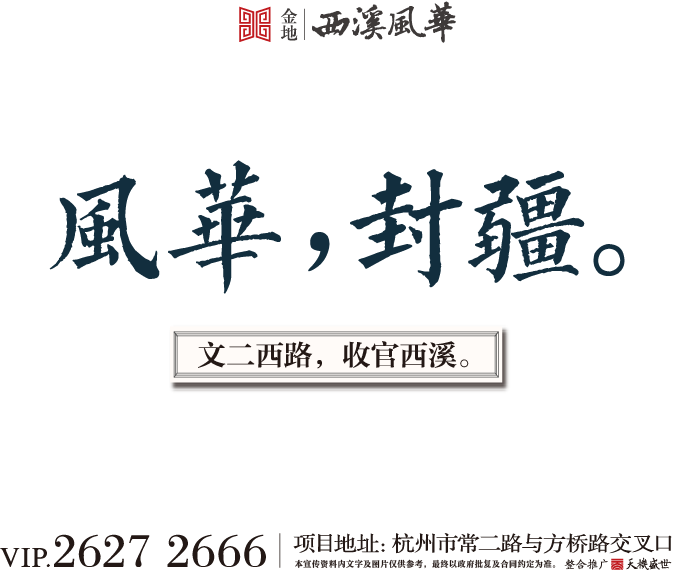 金地 西溪風華
風華，封疆。
文二西路，收官西溪。
VIP.2627 2666
项目地址：杭州市常二路与方桥路交叉口
本宣传资料内文字及图片仅供参考，最终以政府批复及合同约定为准。 整合推广 天機盛世